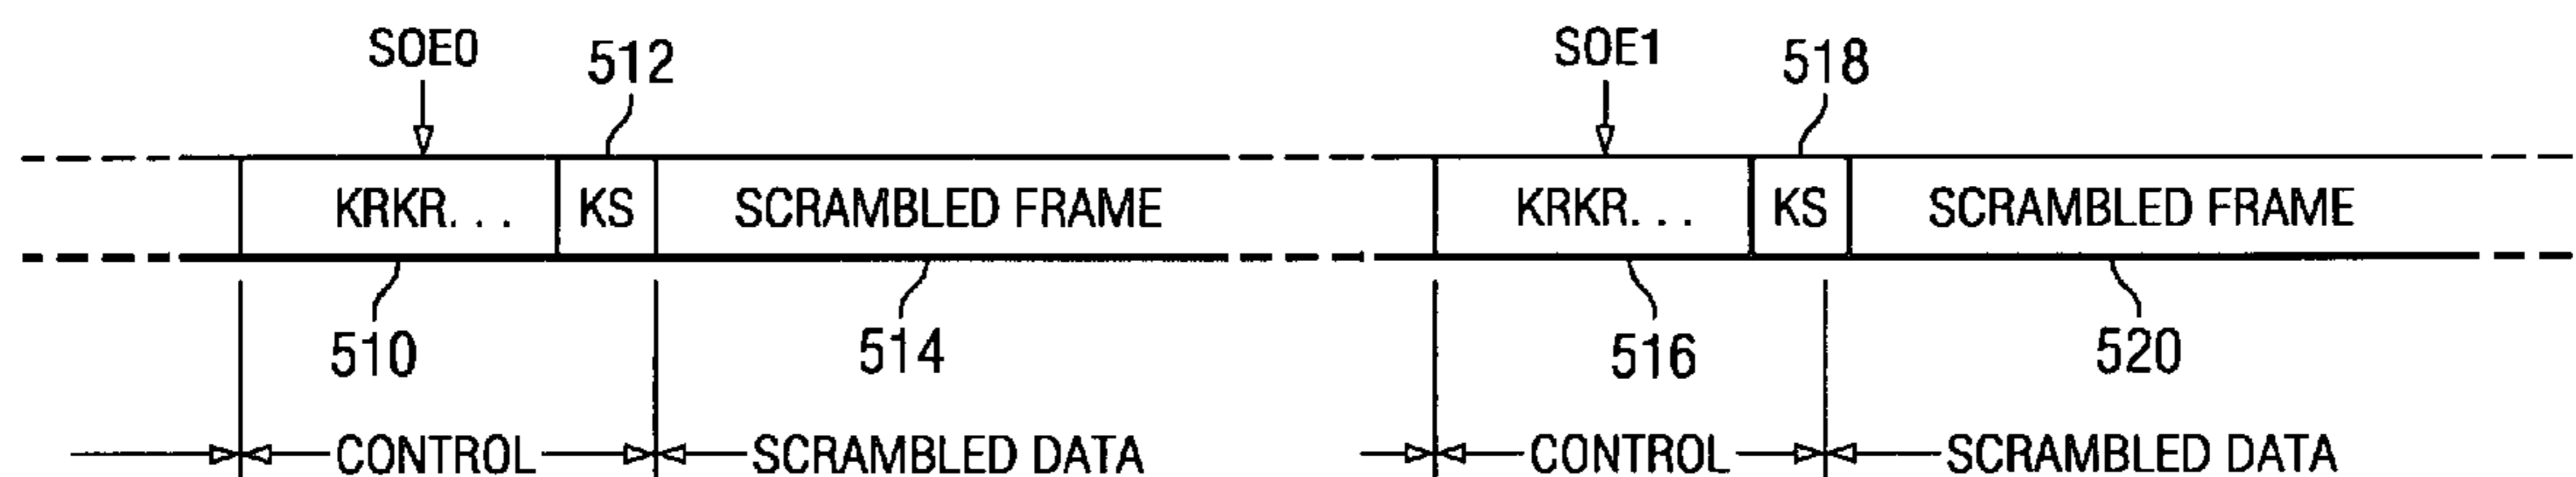 SOE0
512
SOE1
518
KRKR... KS SCRAMBLED FRAME KRKR... KS SCRAMBLED FRAME
510
514
516
520
CONTROL SCRAMBLED DATA CONTROL SCRAMBLED DATA